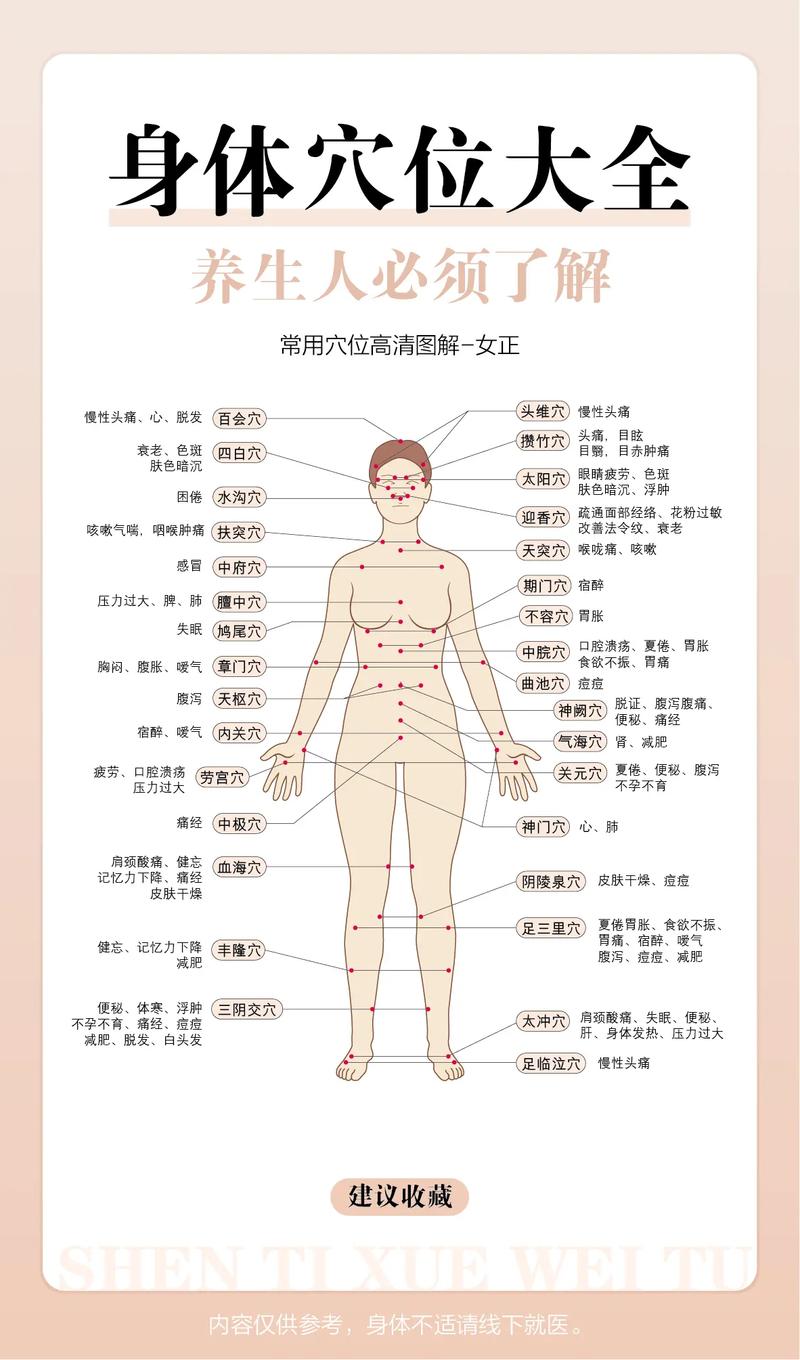 身体穴位大全
养生人必须了解
常用穴位高清图解-女正
慢性头痛、心、脱发 百会穴
衰老、色斑
肤色暗沉
四白穴
困倦 水沟穴
咳嗽气喘，咽喉肿痛 扶突穴
感冒 中府穴
压力过大、脾、肺 膻中穴
失眠 鸠尾穴
胸闷、腹胀、嗳气 章门穴
腹泻 天枢穴
宿醉、嗳气 内关穴
疲劳、口腔溃疡
压力过大
劳宫穴
痛经 中极穴
肩颈酸痛、健忘
记忆力下降、痛经
皮肤干燥
血海穴
健忘、记忆力下降
减肥
丰隆穴
便秘、体寒、浮肿
不孕不育、痛经、痘痘
减肥、脱发、白头发
三阴交穴
头维穴 慢性头痛
攒竹穴
头痛，目眩
目翳，目赤肿痛
太阳穴
眼睛疲劳、色斑
肤色暗沉、浮肿
迎香穴
疏通面部经络、花粉过敏
改善法令纹、衰老
天突穴 喉咙痛、咳嗽
期门穴 宿醉
不容穴 胃胀
中脘穴
口腔溃疡、夏倦、胃胀
食欲不振、胃痛
曲池穴 痘痘
神阙穴
脱证、腹泻腹痛、
便秘、痛经
气海穴 肾、减肥
关元穴
夏倦、便秘、腹泻
不孕不育
神门穴 心、肺
阴陵泉穴 皮肤干燥、痘痘
足三里穴
夏倦胃胀、食欲不振、
胃痛、宿醉、嗳气
腹泻、痘痘、减肥
太冲穴
肩颈酸痛、失眠、便秘、
肝、身体发热、压力过大
足临泣穴 慢性头痛
建议收藏
SHEN TI XUE WEI TU
内容仅供参考，身体不适请线下就医。